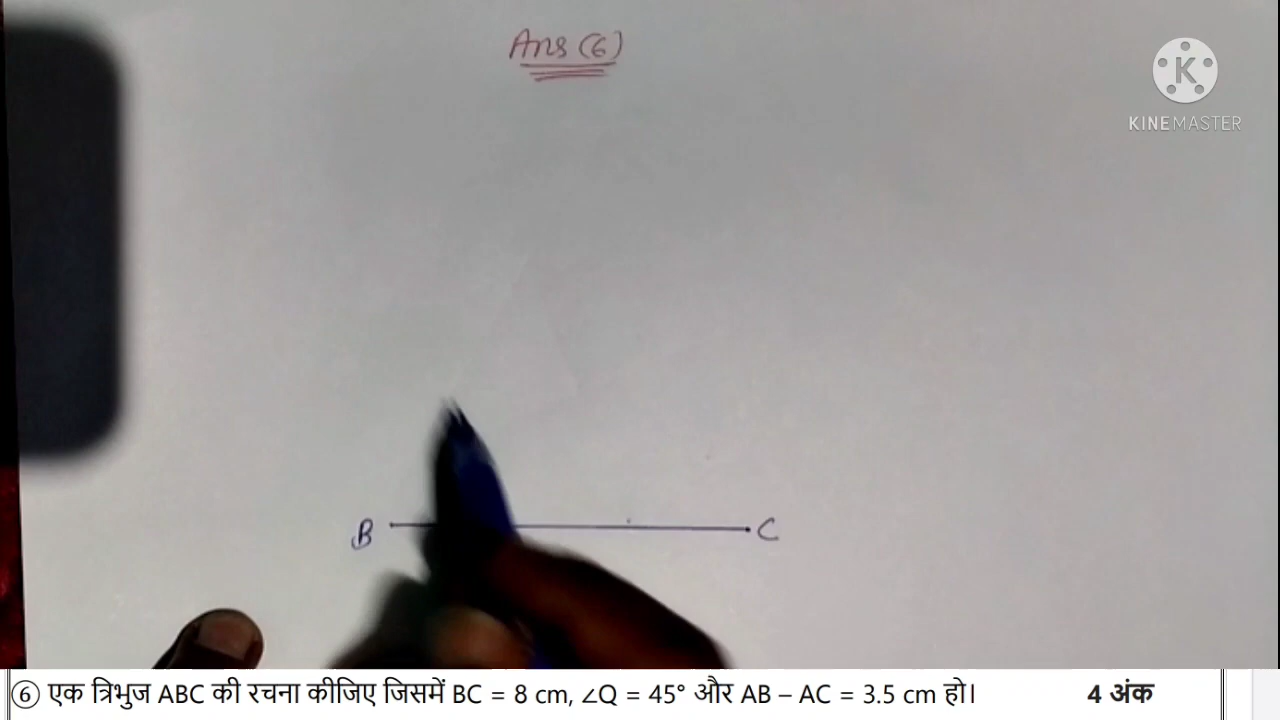 Ans (6)
K
KINEMASTER
B
C
⑥ एक त्रिभुज ABC की रचना कीजिए जिसमें BC = 8 cm, ∠Q = 45° और AB – AC = 3.5 cm हो। 4 अंक